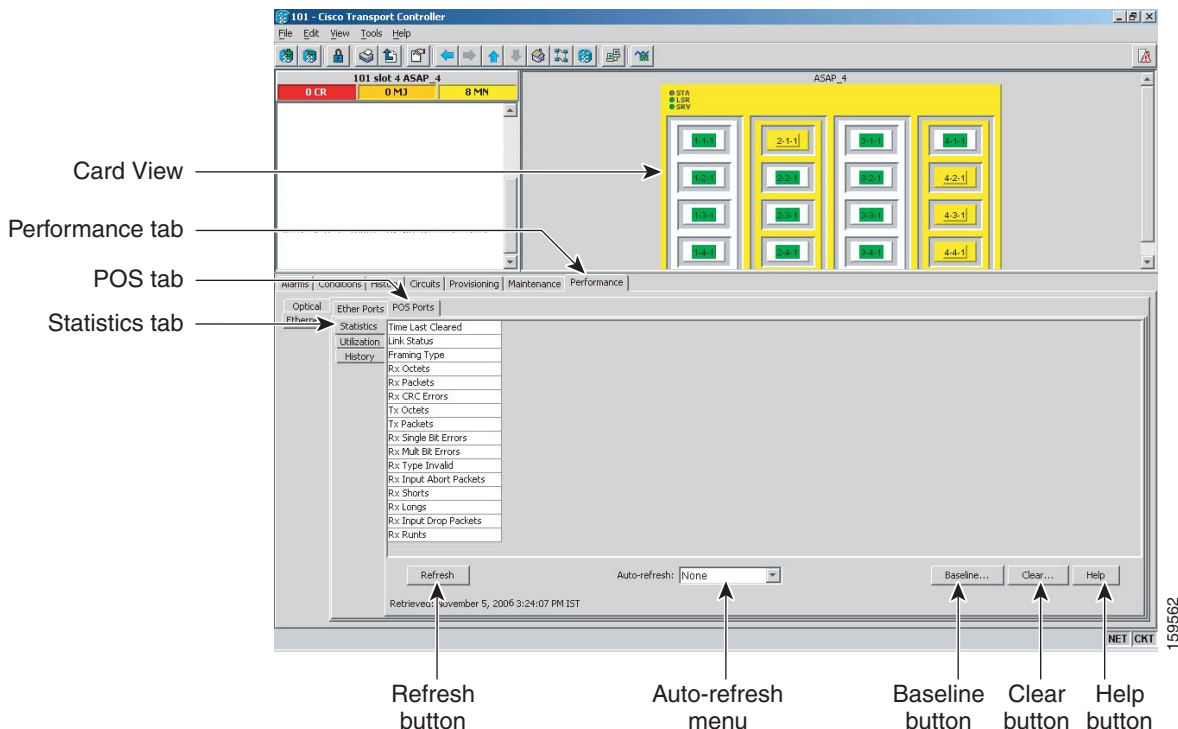 101 - Cisco Transport Controller
File Edit View Tools Help
101 slot 4 ASAP_4
0 CR 0 MJ 8 MN
ASAP_4
STA
LSR
SRV
1-1-1 2-1-1 3-1-1 4-1-1
1-2-1 2-2-1 3-2-1 4-2-1
1-3-1 2-3-1 3-3-1 4-3-1
1-4-1 2-4-1 3-4-1 4-4-1
Card View
Performance tab
POS tab
Statistics tab
Alarms Conditions History Circuits Provisioning Maintenance Performance
Optical
Ether Ports POS Ports
Statistics
Utilization
History
Time Last Cleared
Link Status
Framing Type
Rx Octets
Rx Packets
Rx CRC Errors
Tx Octets
Tx Packets
Rx Single Bit Errors
Rx Mult Bit Errors
Rx Type Invalid
Rx Input Abort Packets
Rx Shorts
Rx Longs
Rx Input Drop Packets
Rx Runts
Refresh Auto-refresh: None Baseline... Clear... Help
Retrieved: November 5, 2006 3:24:07 PM IST
NET CKT
159562
Refresh button
Auto-refresh menu
Baseline button
Clear button
Help button